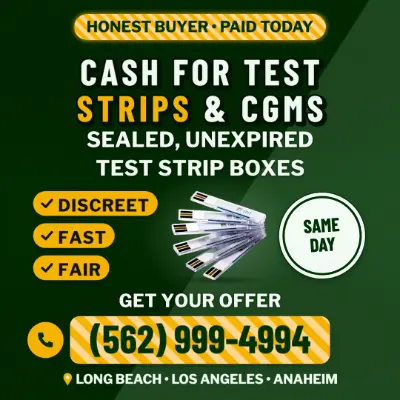 HONEST BUYER • PAID TODAY
CASH FOR TEST
STRIPS & CGMS
SEALED, UNEXPIRED
TEST STRIP BOXES
✓ DISCREET
✓ FAST
✓ FAIR
SAME
DAY
GET YOUR OFFER
(562) 999-4994
LONG BEACH • LOS ANGELES • ANAHEIM